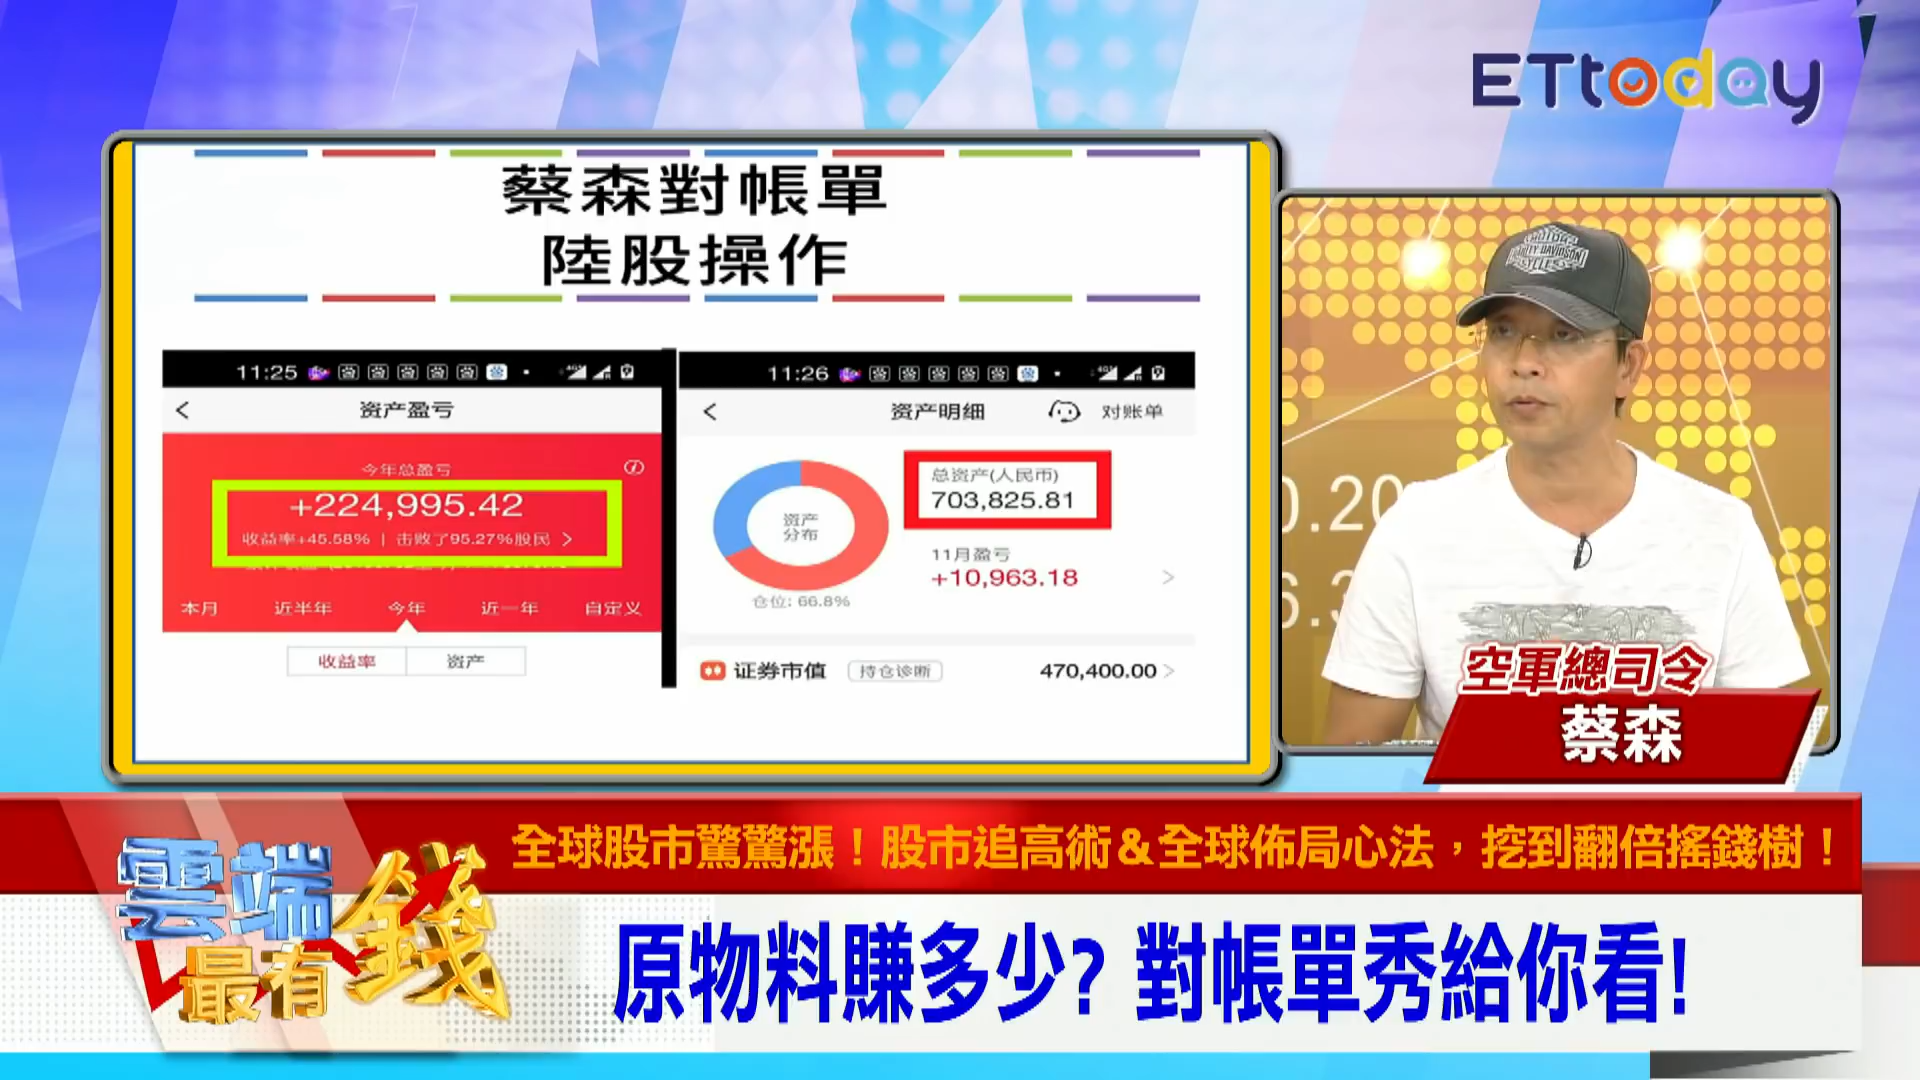 ETtoday
蔡森對帳單
陸股操作
11:25
资产盈亏
今年总盈亏
+224,995.42
收益率+45.58% | 击败了95.27%股民 >
本月 近半年 今年 近一年 自定义
收益率 资产
11:26
资产明细 对账单
资产
分布
仓位: 66.8%
总资产(人民币)
703,825.81
11月盈亏
+10,963.18
证券市值 持仓诊断 470,400.00
MOTOR
HARLEY-DAVIDSON
CYCLES
空軍總司令
蔡森
雲端
最有錢
全球股市驚驚漲！股市追高術＆全球佈局心法，挖到翻倍搖錢樹！
原物料賺多少? 對帳單秀給你看!